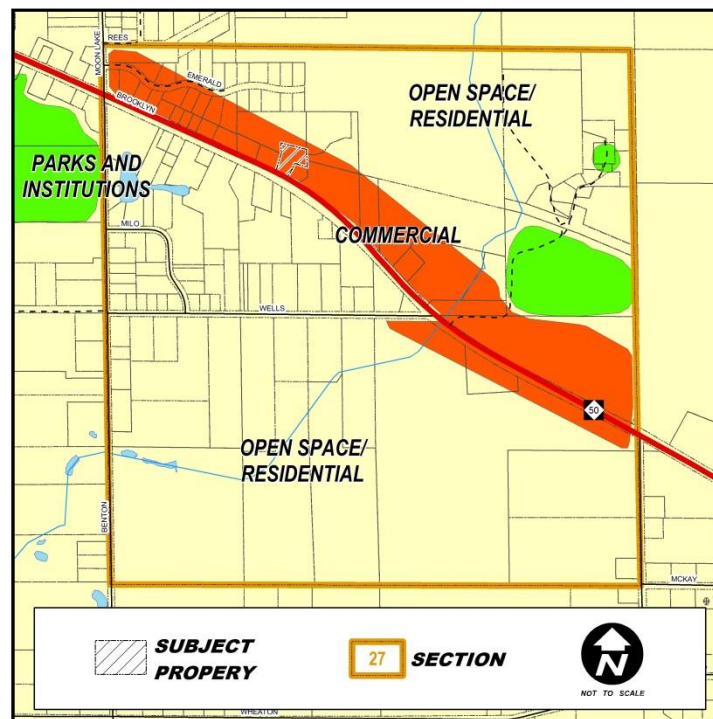 REES
MOON LAKE
EMERALD
BROOKLYN
OPEN SPACE/
RESIDENTIAL
PARKS AND
INSTITUTIONS
MILO
COMMERCIAL
WELLS
50
OPEN SPACE/
RESIDENTIAL
BENTON
MCKAY
SUBJECT
PROPERY
27
SECTION
N
NOT TO SCALE
WHEATON